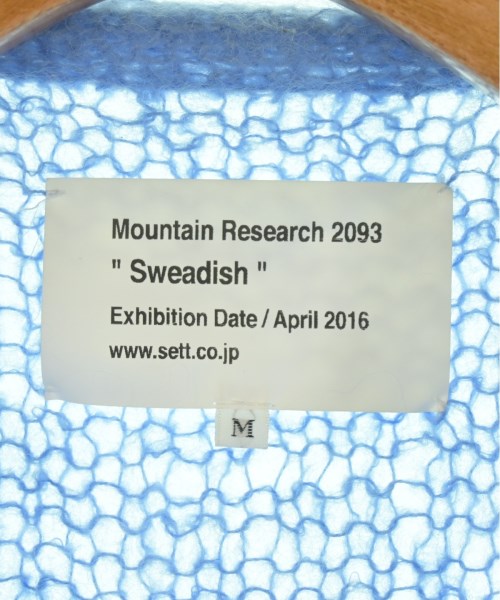 Mountain Research 2093
" Sweadish "
Exhibition Date / April 2016
www.sett.co.jp
M